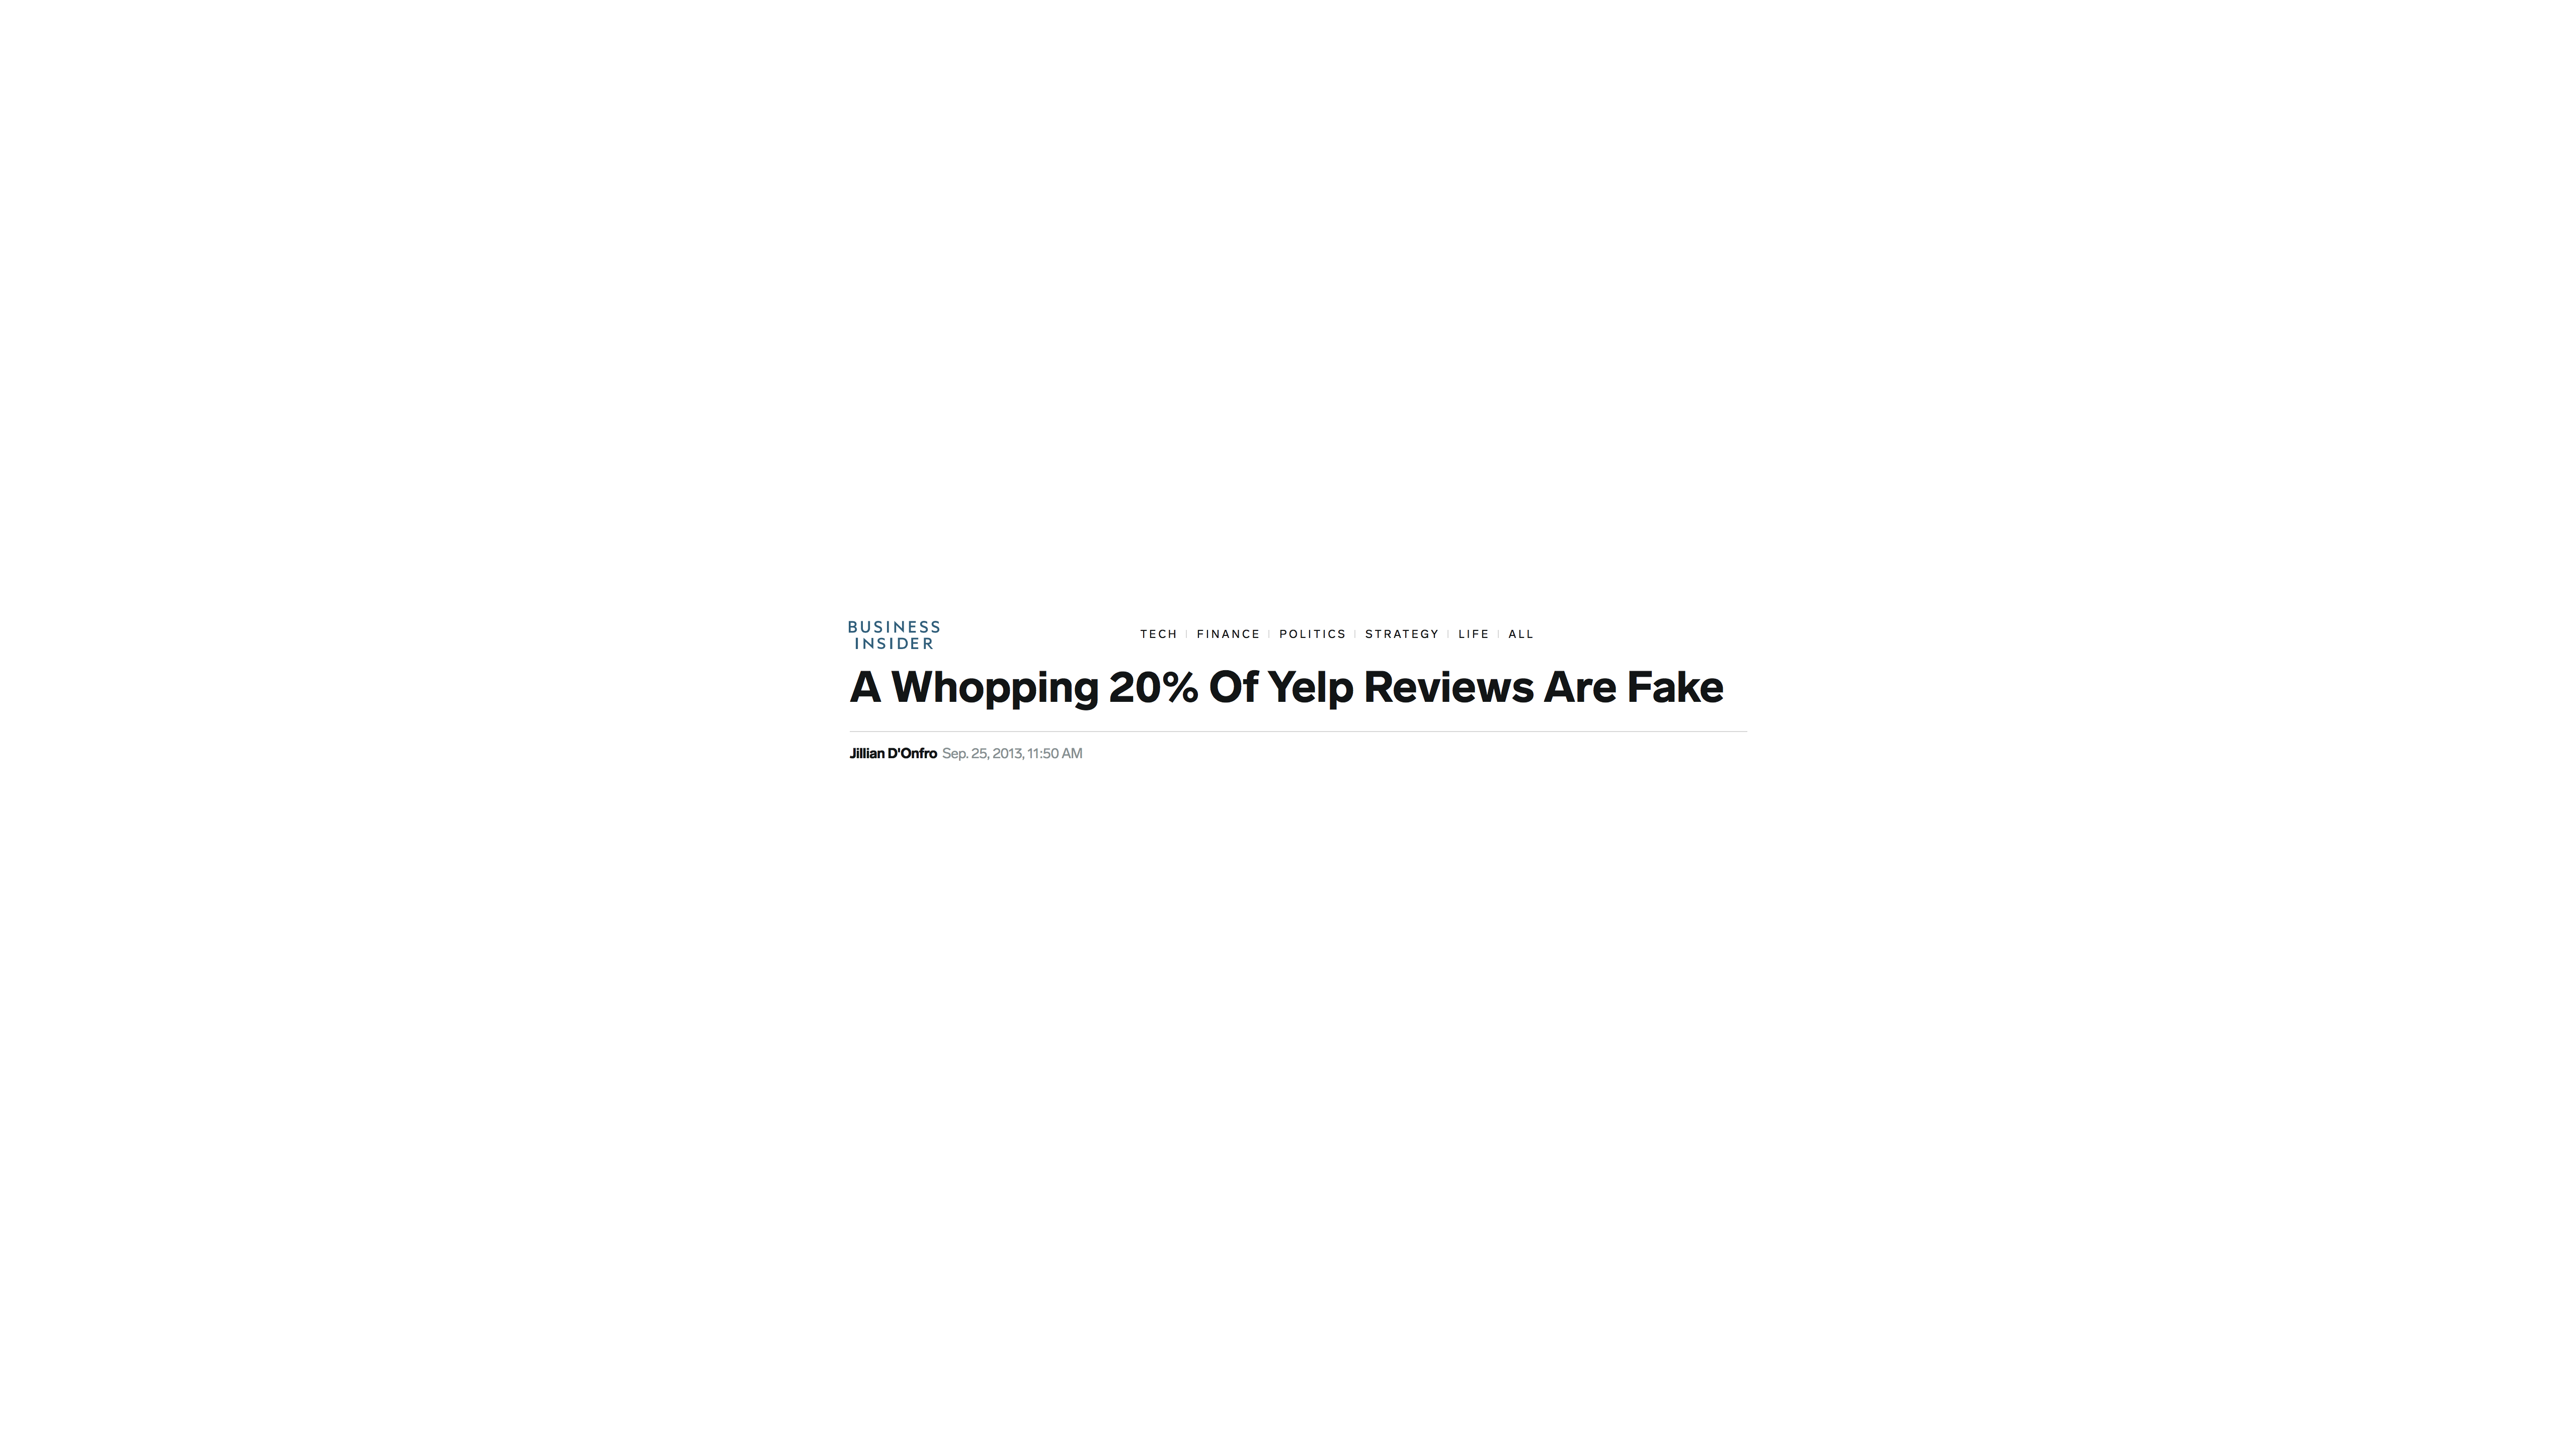 BUSINESS
INSIDER
TECH | FINANCE | POLITICS | STRATEGY | LIFE | ALL
A Whopping 20% Of Yelp Reviews Are Fake
Jillian D'Onfro Sep. 25, 2013, 11:50 AM